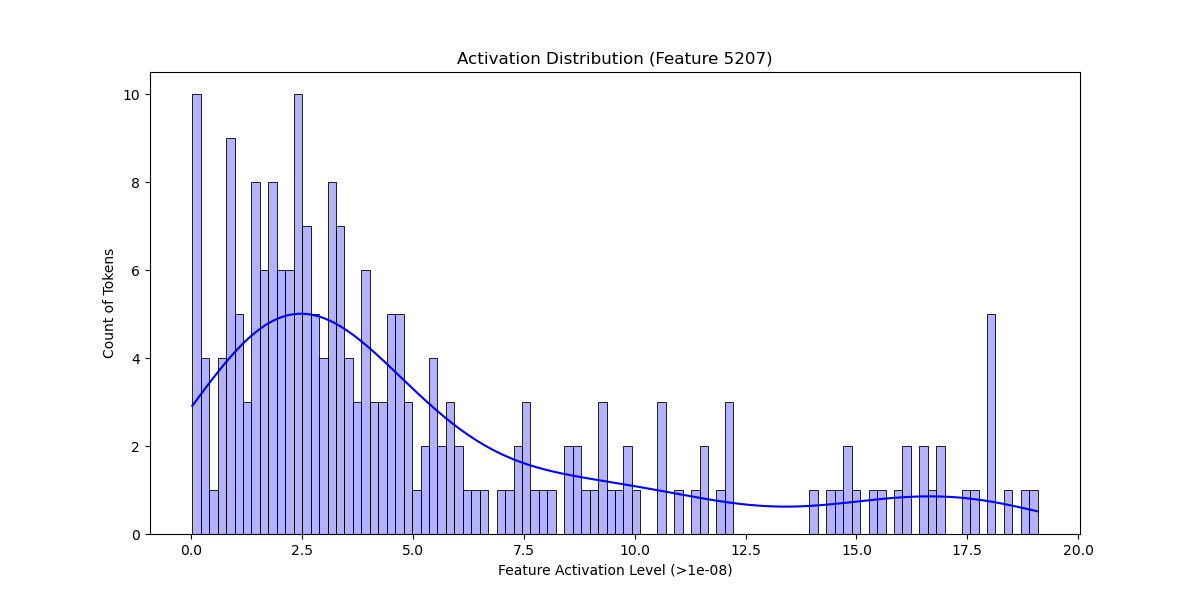 Activation Distribution (Feature 5207)
Count of Tokens
10
8
6
4
2
0
0.0 2.5 5.0 7.5 10.0 12.5 15.0 17.5 20.0
Feature Activation Level (>1e-08)